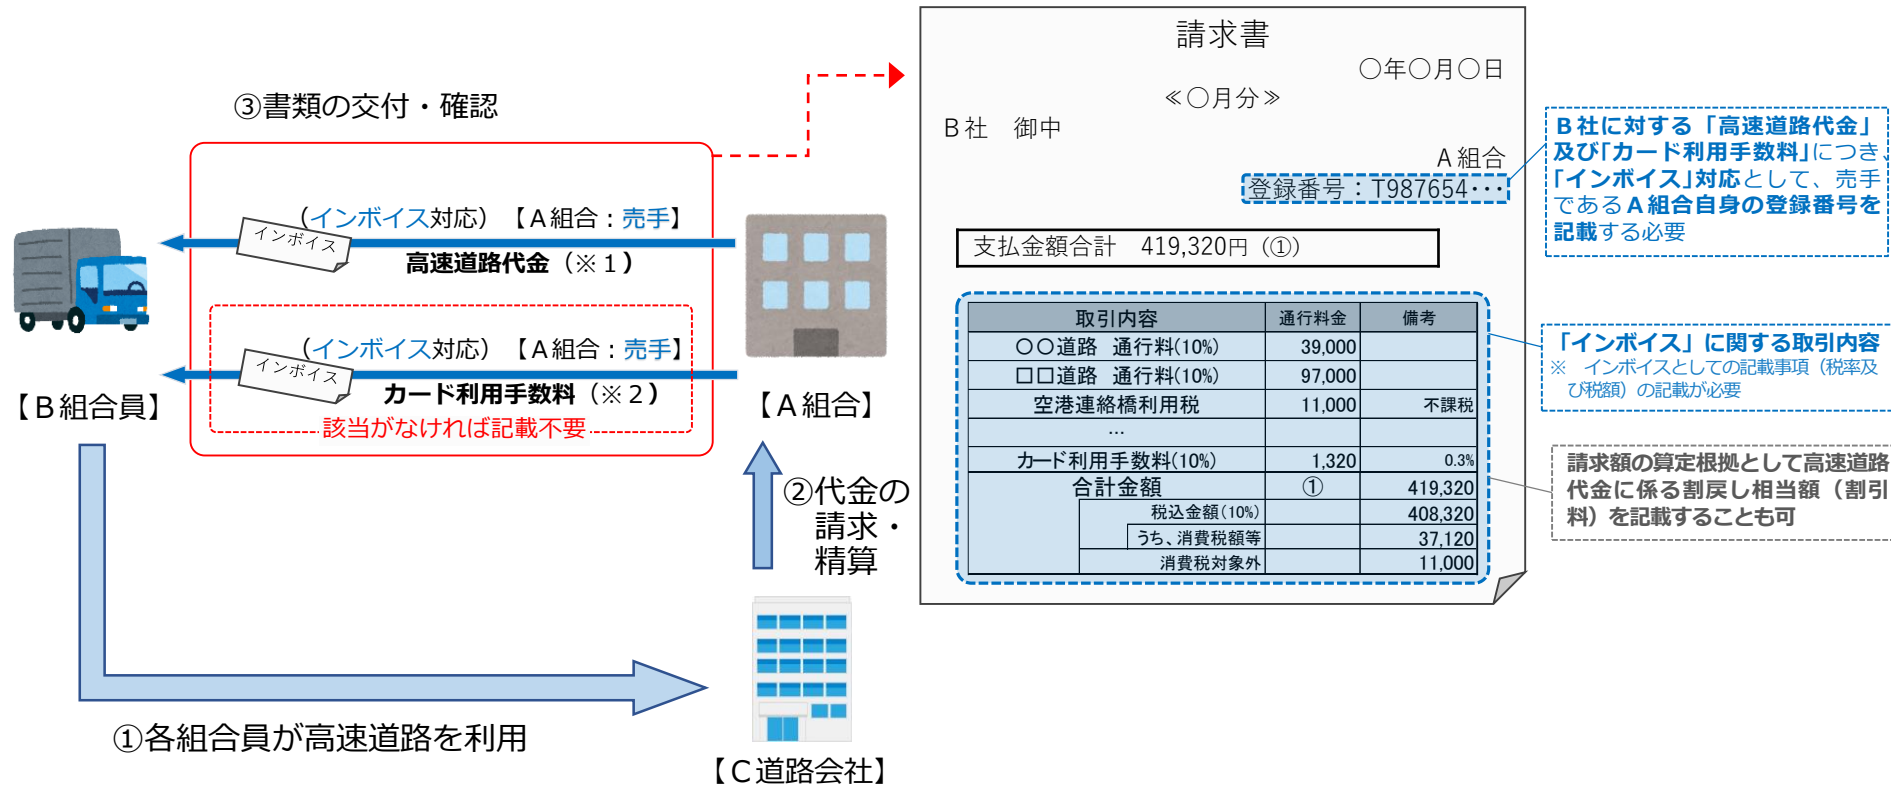 ③書類の交付・確認
（インボイス対応）【Ａ組合：売手】
インボイス
高速道路代金（※１）
（インボイス対応）【Ａ組合：売手】
インボイス
カード利用手数料（※２）
該当がなければ記載不要
【Ｂ組合員】
【Ａ組合】
②代金の
請求・
精算
①各組合員が高速道路を利用
【Ｃ道路会社】
請求書
〇年〇月〇日
≪〇月分≫
Ｂ社　御中
Ａ組合
登録番号：T987654･･･
支払金額合計　419,320円（①）
取引内容 通行料金 備考
〇〇道路 通行料(10%) 39,000
口口道路 通行料(10%) 97,000
空港連絡橋利用税 11,000 不課税
…
カード利用手数料(10%) 1,320 0.3%
合計金額 ① 419,320
税込金額(10%) 408,320
うち、消費税額等 37,120
消費税対象外 11,000
Ｂ社に対する「高速道路代金」
及び「カード利用手数料」につき、
「インボイス」対応として、売手
であるＡ組合自身の登録番号を
記載する必要
「インボイス」に関する取引内容
※　インボイスとしての記載事項（税率及
び税額）の記載が必要
請求額の算定根拠として高速道路
代金に係る割戻し相当額（割引
料）を記載することも可